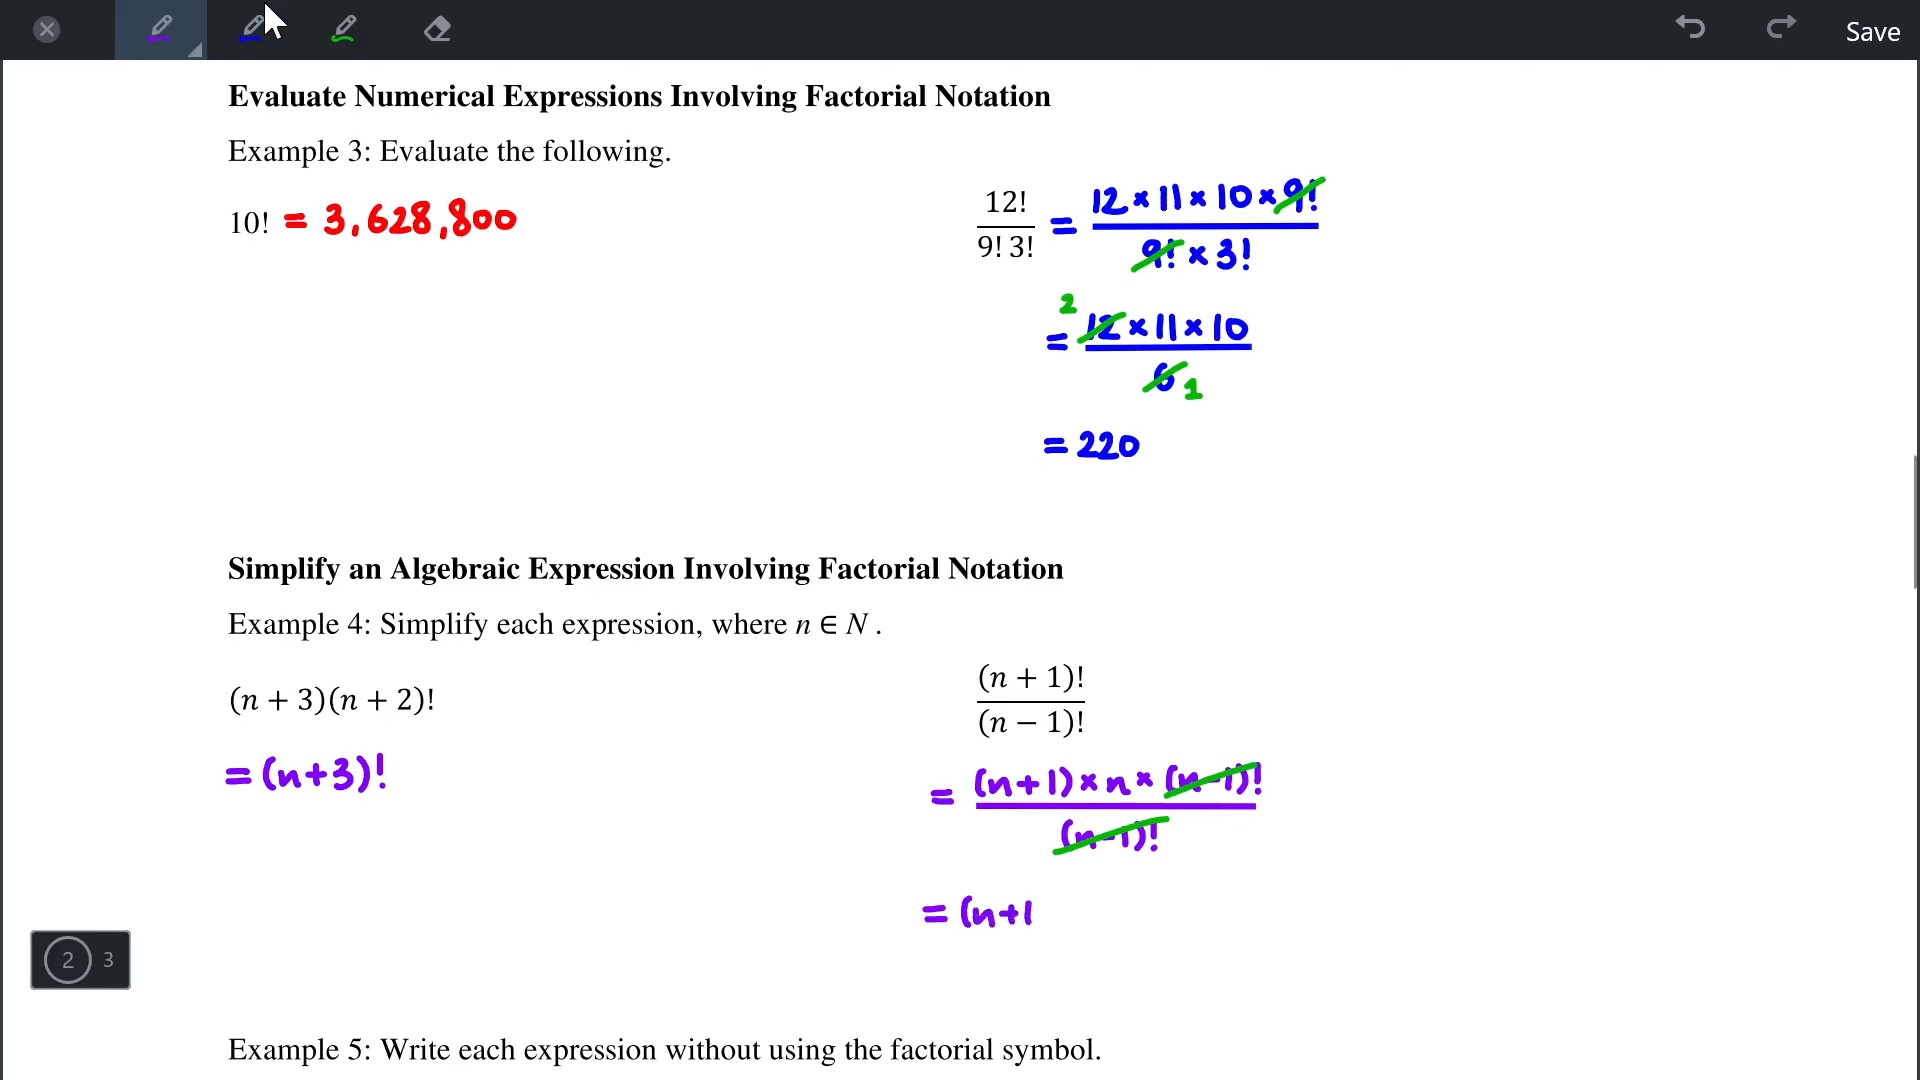 Save
Evaluate Numerical Expressions Involving Factorial Notation
Example 3: Evaluate the following.
10! = 3,628,800
12!
9! 3!
= 12 × 11 × 10 × 9!
9! × 3!
2
= 12 × 11 × 10
6 1
= 220
Simplify an Algebraic Expression Involving Factorial Notation
Example 4: Simplify each expression, where n ∈ N .
(n + 3)(n + 2)!
= (n+3)!
(n + 1)!
(n − 1)!
= (n+1) × n × (n-1)!
(n-1)!
= (n+1
2 3
Example 5: Write each expression without using the factorial symbol.